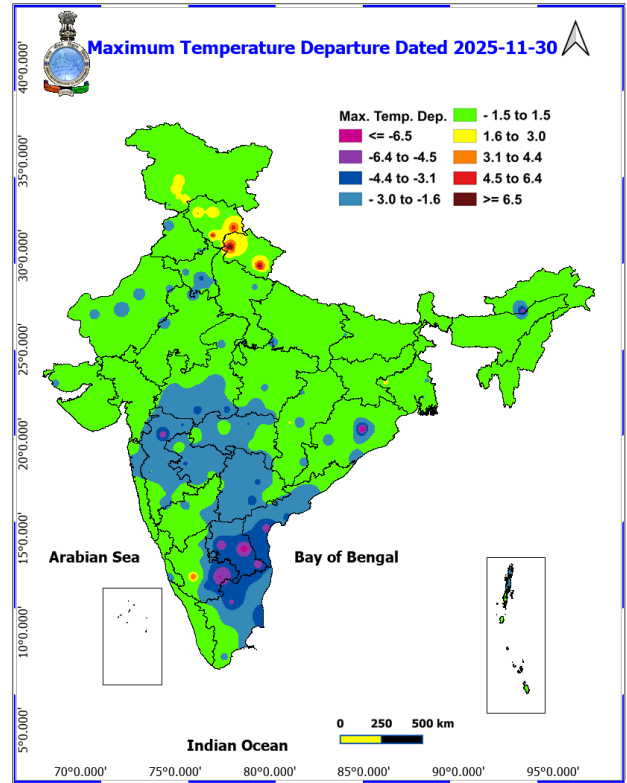 Maximum Temperature Departure Dated 2025-11-30
Max. Temp. Dep.
<= -6.5
-6.4 to -4.5
-4.4 to -3.1
- 3.0 to -1.6
- 1.5 to 1.5
1.6 to 3.0
3.1 to 4.4
4.5 to 6.4
>= 6.5
40°0.000'
35°0.000'
30°0.000'
25°0.000'
20°0.000'
15°0.000'
10°0.000'
5°0.000'
Arabian Sea
Bay of Bengal
0 250 500 km
Indian Ocean
70°0.000' 75°0.000' 80°0.000' 85°0.000' 90°0.000' 95°0.000'